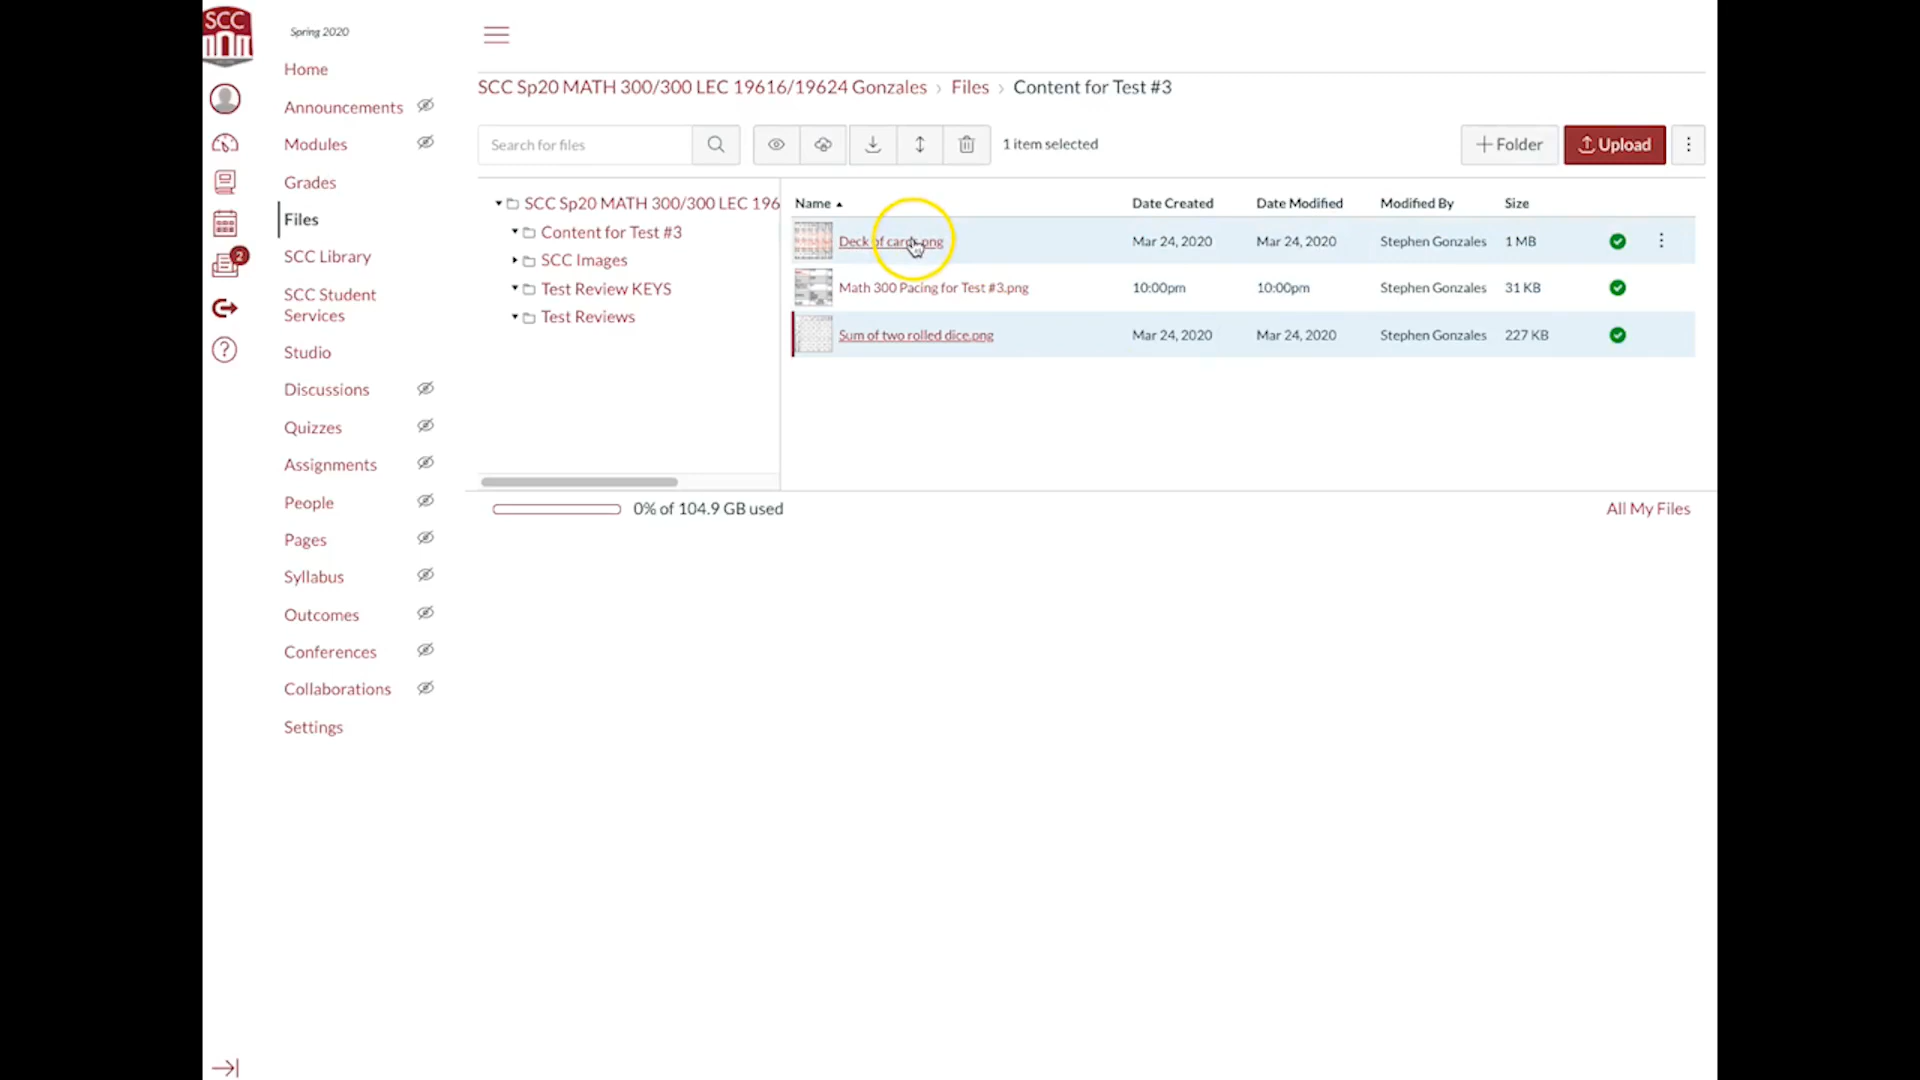 SCC
Spring 2020
Home
Announcements
Modules
Grades
Files
2
SCC Library
SCC Student
Services
Studio
Discussions
Quizzes
Assignments
People
Pages
Syllabus
Outcomes
Conferences
Collaborations
Settings
SCC Sp20 MATH 300/300 LEC 19616/19624 Gonzales › Files › Content for Test #3
Search for files
1 item selected
+ Folder
Upload
SCC Sp20 MATH 300/300 LEC 196
Content for Test #3
SCC Images
Test Review KEYS
Test Reviews
Name Date Created Date Modified Modified By Size
Deck of cards.png Mar 24, 2020 Mar 24, 2020 Stephen Gonzales 1 MB
Math 300 Pacing for Test #3.png 10:00pm 10:00pm Stephen Gonzales 31 KB
Sum of two rolled dice.png Mar 24, 2020 Mar 24, 2020 Stephen Gonzales 227 KB
0% of 104.9 GB used
All My Files